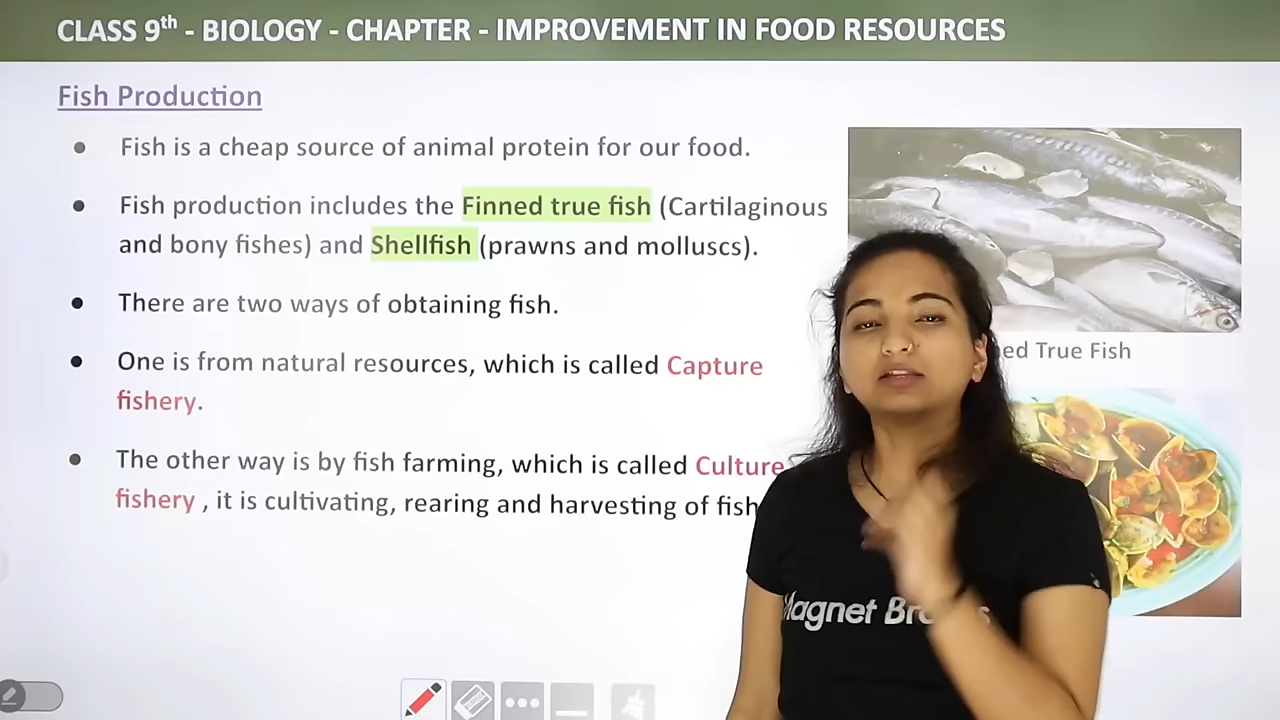 CLASS 9th - BIOLOGY - CHAPTER - IMPROVEMENT IN FOOD RESOURCES
Fish Production
• Fish is a cheap source of animal protein for our food.
• Fish production includes the Finned true fish (Cartilaginous
and bony fishes) and Shellfish (prawns and molluscs).
• There are two ways of obtaining fish.
• One is from natural resources, which is called Capture
fishery.
• The other way is by fish farming, which is called Culture
fishery , it is cultivating, rearing and harvesting of fish
True Fish